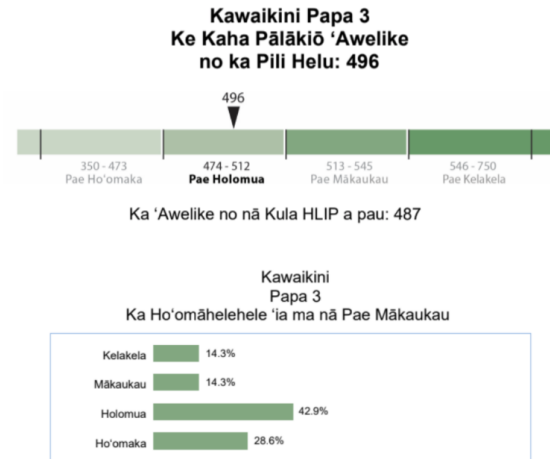 Kawaikini Papa 3
Ke Kaha Pālākiō ʻAwelike
no ka Pili Helu: 496
496
350 - 473
Pae Hoʻomaka
474 - 512
Pae Holomua
513 - 545
Pae Mākaukau
546 - 750
Pae Kelakela
Ka ʻAwelike no nā Kula HLIP a pau: 487
Kawaikini
Papa 3
Ka Hoʻomāhelehele ʻia ma nā Pae Mākaukau
Kelakela 14.3%
Mākaukau 14.3%
Holomua 42.9%
Hoʻomaka 28.6%